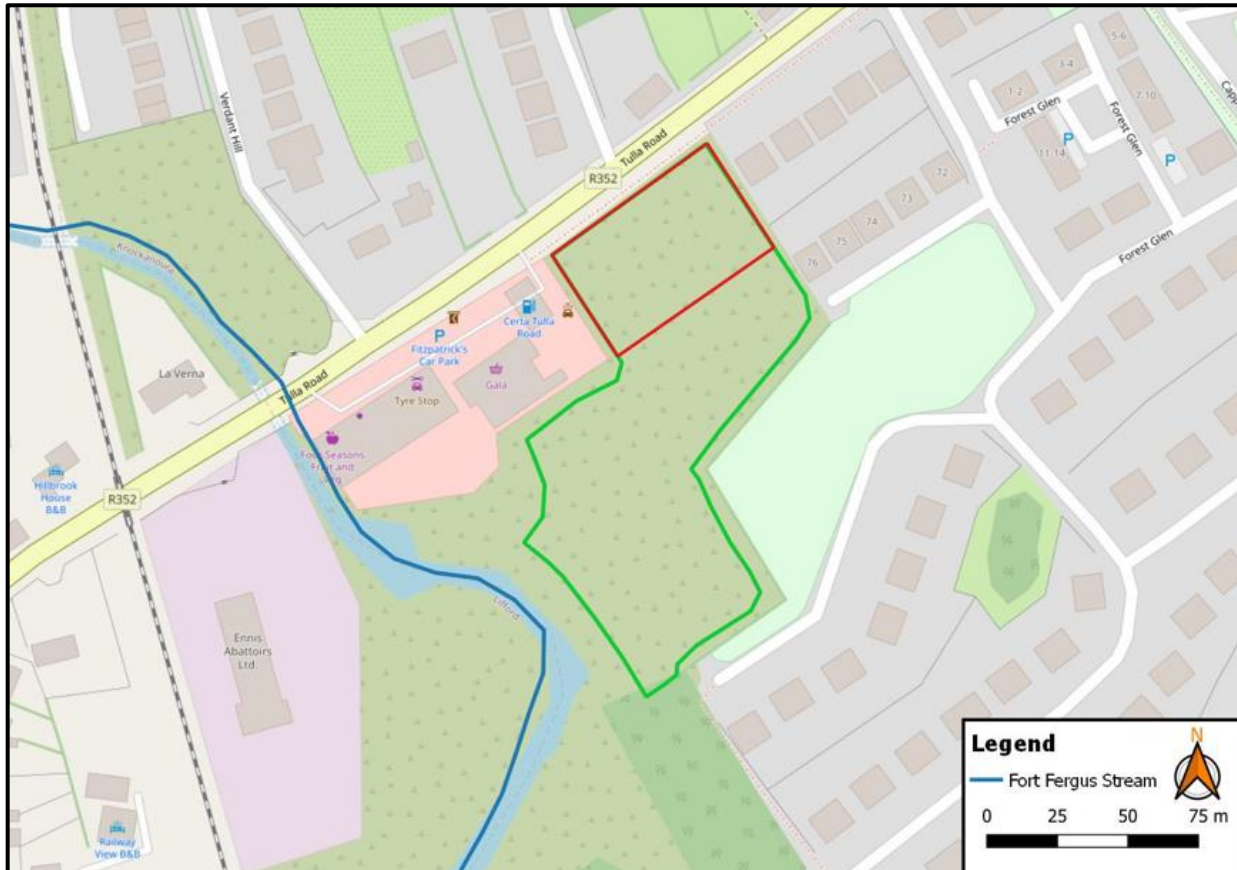 Verdant Hill
Tulla Road
R352
Knockanoura
La Verna
Tulla Road
Certa Tulla
Road
P
Fitzpatrick's
Car Park
Gala
Tyre Stop
Four Seasons
Fruit and
Hillbrook
House
B&B
R352
Ennis
Abattoirs
Ltd.
Lifford
Railway
View B&B
76
75
74
73
72
1-2
3-4
5-6
7-10
11-14
P
P
Forest Glen
Forest Glen
Forest Glen
Legend
N
Fort Fergus Stream
0 25 50 75 m